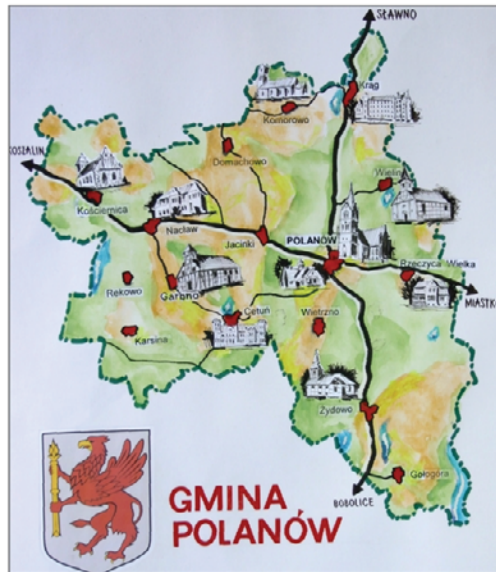 SŁAWNO
Krąg
Komorowo
Domachowo
KOSZALIN
Wielin
Kościernica
Nacław
Jacinki
POLANÓW
Rzeczyca Wielka
MIASTKO
Rekowo
Garbno
Cetuń
Wietrzno
Karsina
Żydowo
Gołogóra
BOBOLICE
GMINA
POLANÓW